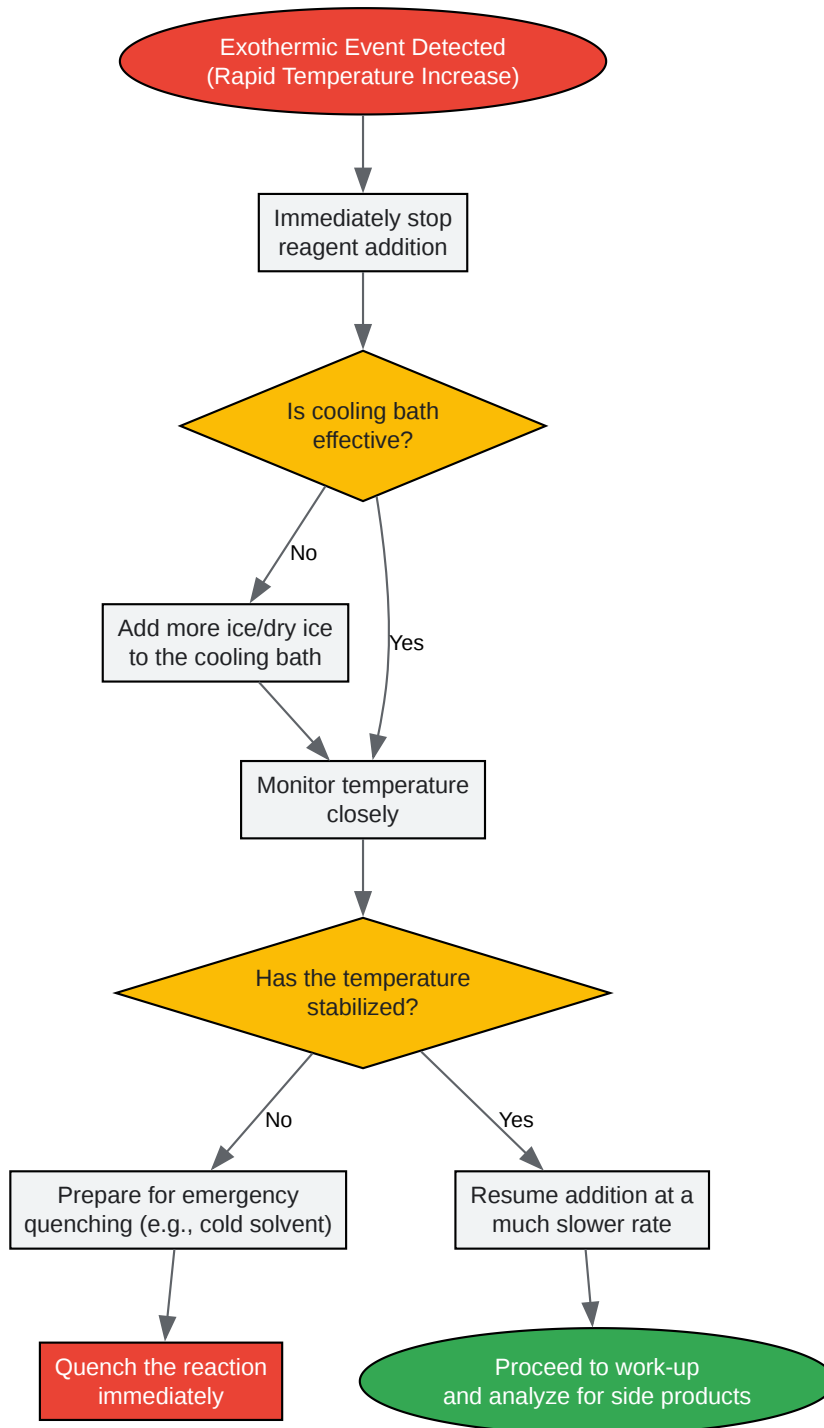 Exothermic Event Detected
(Rapid Temperature Increase)
Immediately stop
reagent addition
Is cooling bath
effective?
No
Add more ice/dry ice
to the cooling bath
Yes
Monitor temperature
closely
Has the temperature
stabilized?
No
Yes
Prepare for emergency
quenching (e.g., cold solvent)
Resume addition at a
much slower rate
Quench the reaction
immediately
Proceed to work-up
and analyze for side products